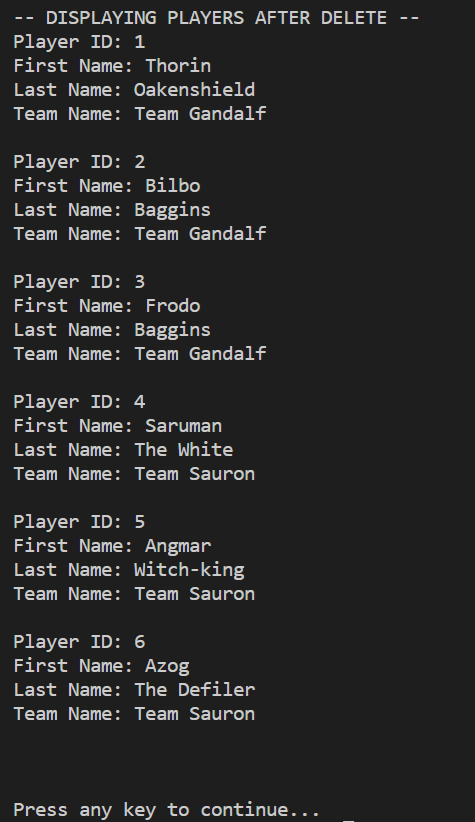 -- DISPLAYING PLAYERS AFTER DELETE --
Player ID: 1
First Name: Thorin
Last Name: Oakenshield
Team Name: Team Gandalf
Player ID: 2
First Name: Bilbo
Last Name: Baggins
Team Name: Team Gandalf
Player ID: 3
First Name: Frodo
Last Name: Baggins
Team Name: Team Gandalf
Player ID: 4
First Name: Saruman
Last Name: The White
Team Name: Team Sauron
Player ID: 5
First Name: Angmar
Last Name: Witch-king
Team Name: Team Sauron
Player ID: 6
First Name: Azog
Last Name: The Defiler
Team Name: Team Sauron
Press any key to continue...